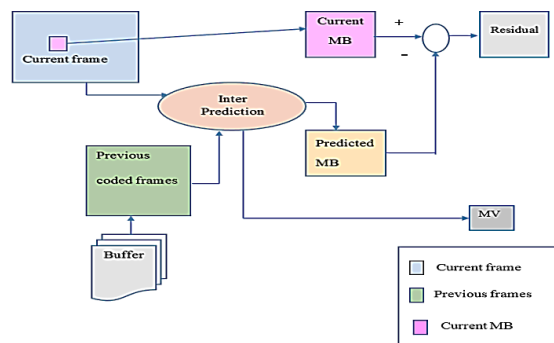 Current frame
Current
MB
+
-
Residual
Inter
Prediction
Previous
coded frames
Predicted
MB
MV
Buffer
Current frame
Previous frames
Current MB